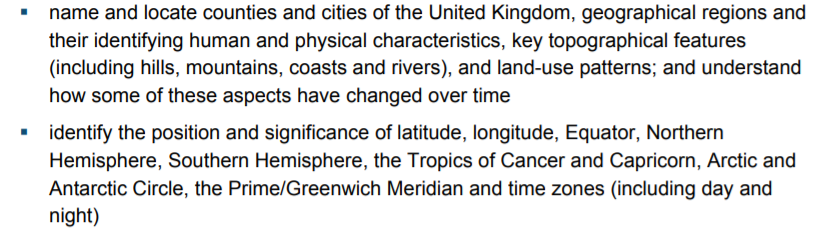 ▪ name and locate counties and cities of the United Kingdom, geographical regions and
their identifying human and physical characteristics, key topographical features
(including hills, mountains, coasts and rivers), and land-use patterns; and understand
how some of these aspects have changed over time
▪ identify the position and significance of latitude, longitude, Equator, Northern
Hemisphere, Southern Hemisphere, the Tropics of Cancer and Capricorn, Arctic and
Antarctic Circle, the Prime/Greenwich Meridian and time zones (including day and
night)